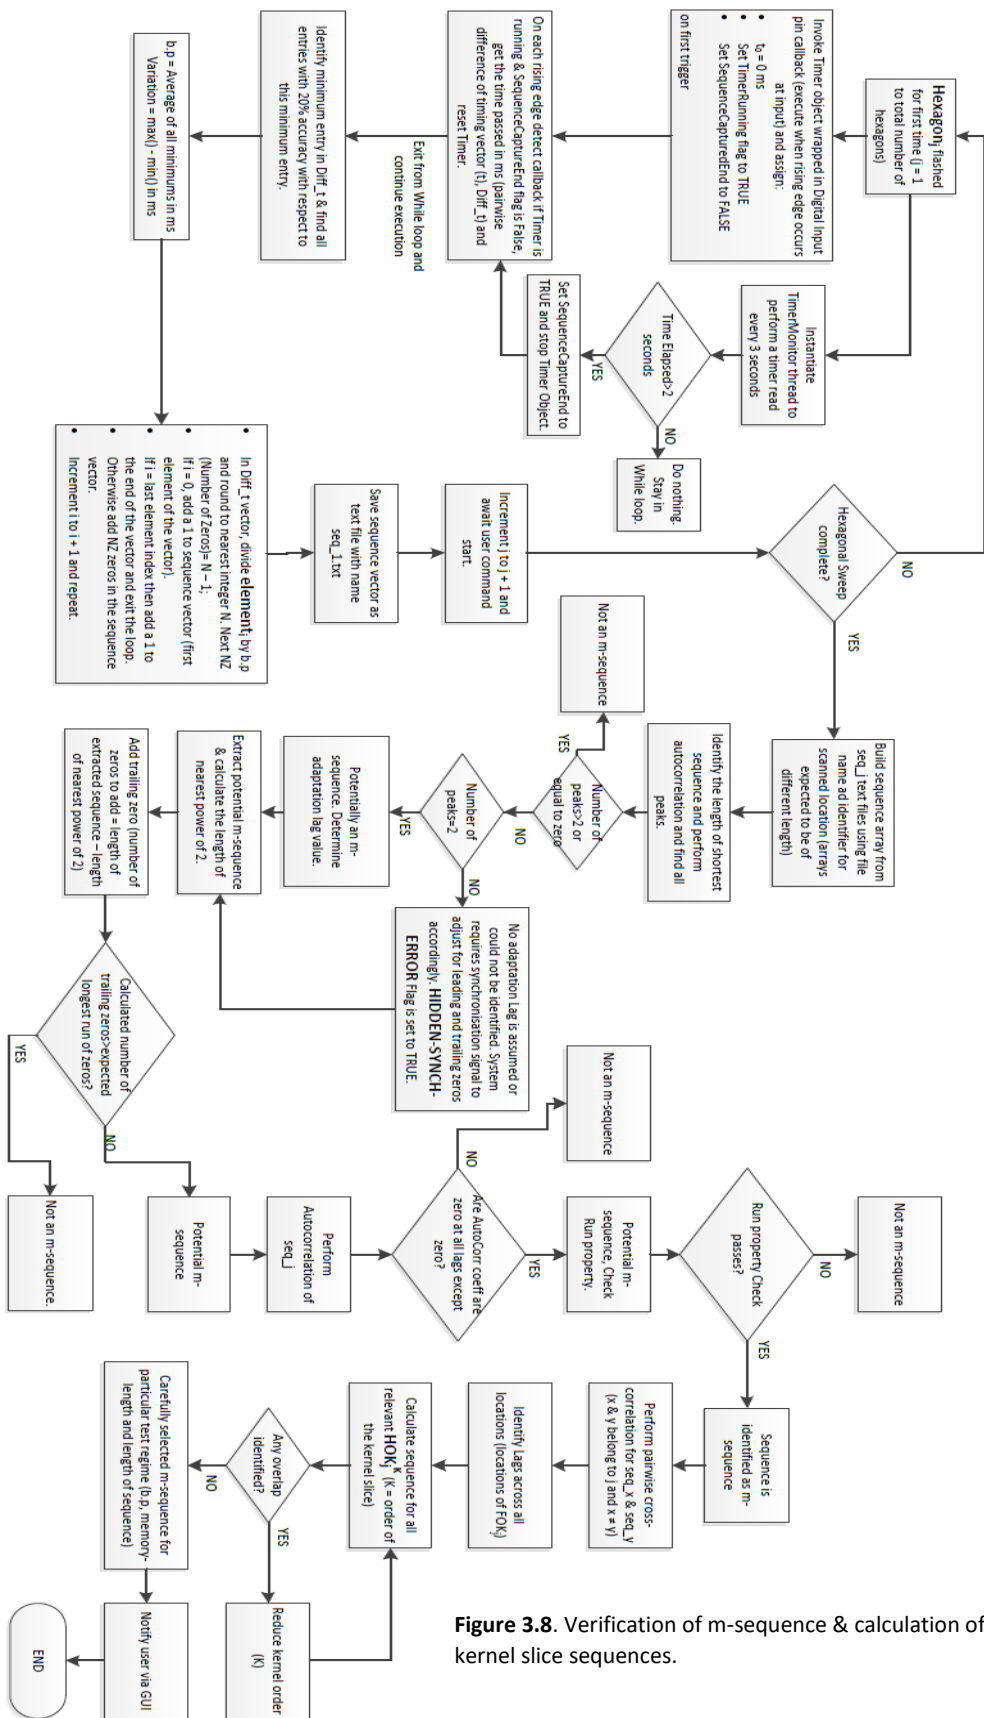 Hexagonj flashed
for first time (j = 1
to total number of
hexagons)
Invoke Timer object wrapped in Digital Input
pin callback (execute when rising edge occurs
at input) and assign:
• t0 = 0 ms
• Set TimerRunning flag to TRUE
• Set SequenceCapturedEnd to FALSE
on first trigger
Instantiate
TimerMonitor thread to
perform a timer read
every 3 seconds
Time Elapsed>2
seconds
NO
Do nothing.
Stay in
While loop.
YES
Set SequenceCaptureEnd to
TRUE and stop Timer Object.
On each rising edge detect callback if Timer is
running & SequenceCaptureEnd flag is False,
get the time passed in ms (pairwise
difference of timing vector (t), Diff_t) and
reset Timer.
Exit from While loop and
continue execution
Identify minimum entry in Diff_t & find all
entries with 20% accuracy with respect to
this minimum entry.
b.p = Average of all minimums in ms
Variation = max() - min() in ms
• In Diff_t vector, divide elementi by b.p
and round to nearest integer N. Next NZ
(Number of Zeros)= N – 1;
• If i = 0, add a 1 to sequence vector (first
element of the vector).
• If i = last element index then add a 1 to
the end of the vector and exit the loop.
• Otherwise add NZ zeros in the sequence
vector.
• Increment i to i + 1 and repeat.
Save sequence vector as
text file with name
seq_1.txt
Increment j to j + 1 and
await user command
start.
Hexagonal Sweep
complete?
NO
YES
Build sequence array from
seq_j text files using file
name ad identifier for
scanned location (arrays
expected to be of
different length)
Identify the length of shortest
sequence and perform
autocorrelation and find all
peaks.
Number of
peaks>2 or
equal to zero
YES
Not an m-sequence
NO
Number of
peaks=2
YES
Potentially an m-
sequence. Determine
adaptation lag value.
NO
No adaptation Lag is assumed or
could not be identified. System
requires synchronisation signal to
adjust for leading and trailing zeros
accordingly. HIDDEN-SYNCH-
ERROR Flag is set to TRUE.
Extract potential m-sequence
& calculate the length of
nearest power of 2.
Add trailing zero (number of
zeros to add = length of
extracted sequence – length
of nearest power of 2)
Calculated number of
trailing zeros>expected
longest run of zeros?
YES
Not an m-sequence.
NO
Potential m-
sequence
Perform
Autocorrelation of
seq_j
Are AutoCorr coeff are
zero at all lags except
zero?
NO
Not an m-sequence
YES
Potential m-
sequence, Check
Run property.
Run property Check
passes?
NO
Not an m-sequence
YES
Sequence is
identified as m-
sequence
Perform pairwise cross-
correlation for seq_x & seq_y
(x & y belong to j and x ≠ y)
Identify Lags across all
locations (locations of FOKj)
Calculate sequence for all
relevant HOKjK (K = order of
the kernel slice)
Any overlap
identified?
YES
Reduce kernel order
(K)
NO
Carefully selected m-sequence for
particular test regime (b.p, memory-
length and length of sequence)
Notify user via GUI
END
Figure 3.8. Verification of m-sequence & calculation of
kernel slice sequences.